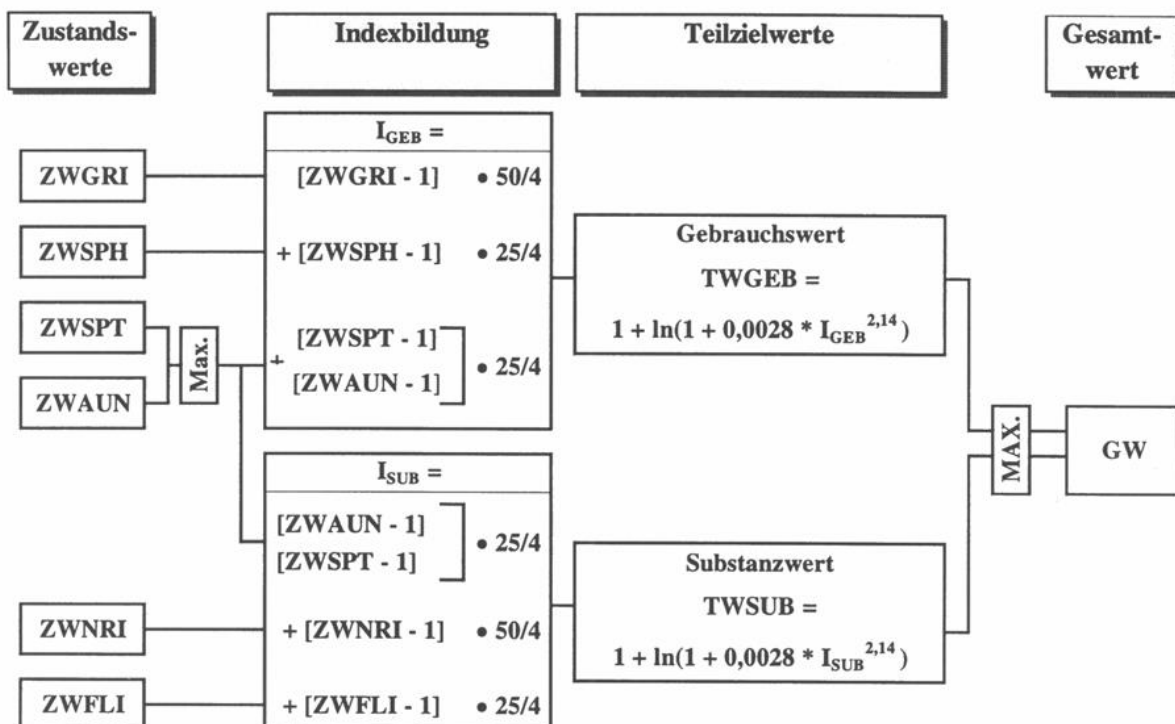 Zustands-
werte
Indexbildung
Teilzielwerte
Gesamt-
wert
ZWGRI
ZWSPH
ZWSPT
ZWAUN
Max.
I_GEB =
[ZWGRI - 1] • 50/4
+ [ZWSPH - 1] • 25/4
+ [ZWSPT - 1]
[ZWAUN - 1] • 25/4
Gebrauchswert
TWGEB =
1 + ln(1 + 0,0028 * I_GEB^2,14)
I_SUB =
[ZWAUN - 1]
[ZWSPT - 1] • 25/4
ZWNRI
+ [ZWNRI - 1] • 50/4
ZWFLI
+ [ZWFLI - 1] • 25/4
Substanzwert
TWSUB =
1 + ln(1 + 0,0028 * I_SUB^2,14)
MAX.
GW